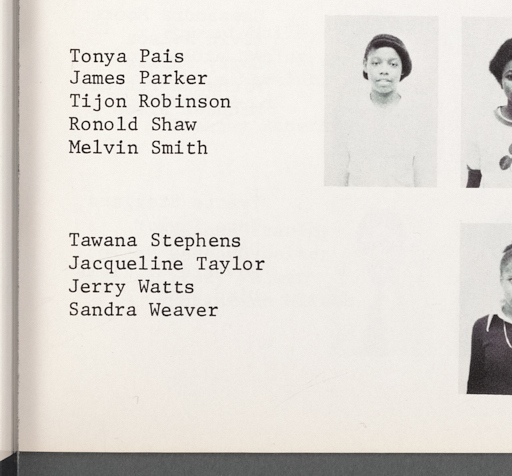 Tonya Pais
James Parker
Tijon Robinson
Ronold Shaw
Melvin Smith
Tawana Stephens
Jacqueline Taylor
Jerry Watts
Sandra Weaver